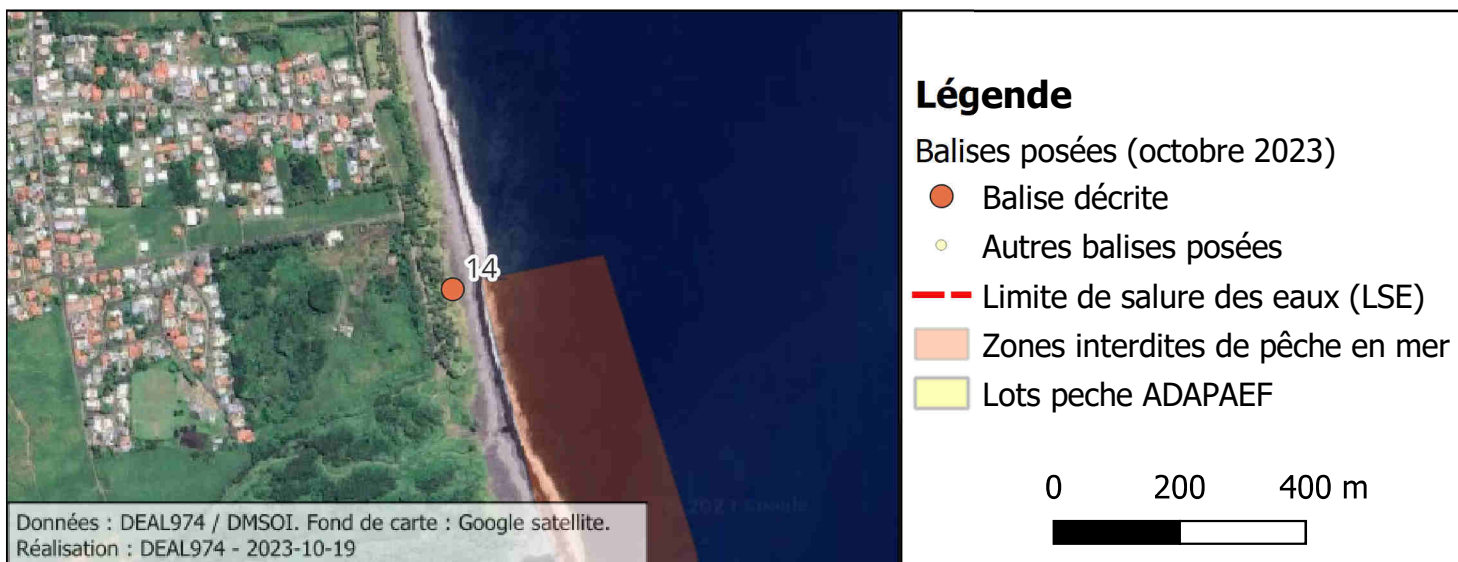 14
2021 Google
Données : DEAL974 / DMSOI. Fond de carte : Google satellite.
Réalisation : DEAL974 - 2023-10-19
Légende
Balises posées (octobre 2023)
Balise décrite
Autres balises posées
Limite de salure des eaux (LSE)
Zones interdites de pêche en mer
Lots peche ADAPAEF
0 200 400 m